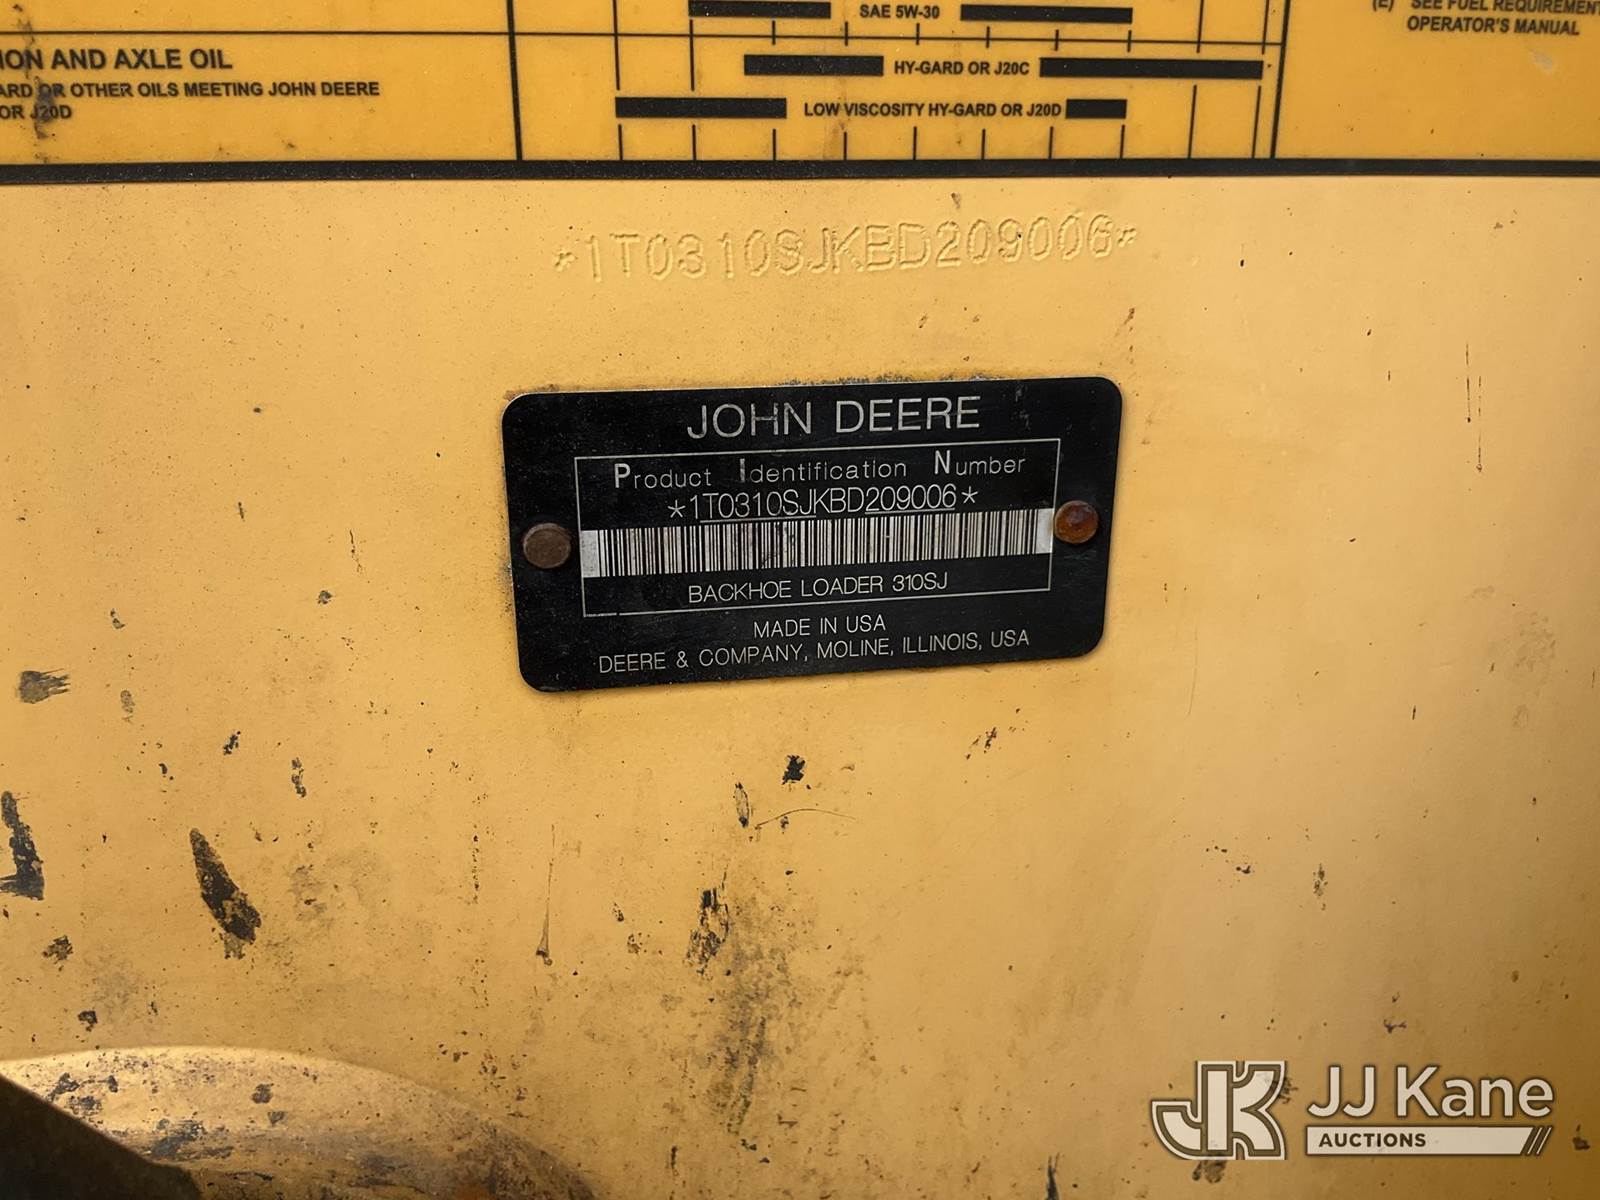 SAE 5W-30
(E) SEE FUEL REQUIREMENT
OPERATOR'S MANUAL
ION AND AXLE OIL
HY-GARD OR J20C
ARD OR OTHER OILS MEETING JOHN DEERE
OR J20D
LOW VISCOSITY HY-GARD OR J20D
*1T0310SJKBD209006*
JOHN DEERE
Product Identification Number
*1T0310SJKBD209006*
BACKHOE LOADER 310SJ
MADE IN USA
DEERE & COMPANY, MOLINE, ILLINOIS, USA
JK JJ Kane
AUCTIONS